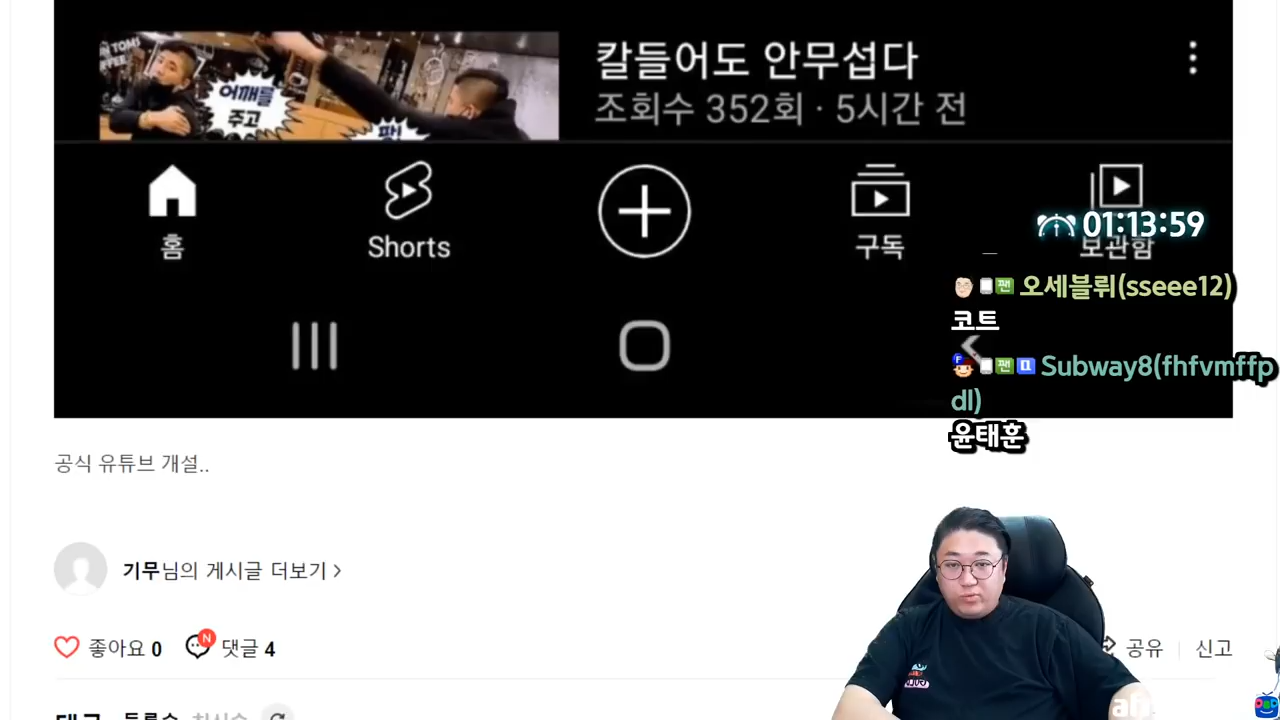 칼들어도 안무섭다
조회수 352회 · 5시간 전
어깨를
주고
팡!
홈
Shorts
구독
보관함
01:13:59
오세블뤼(sseee12)
코트
Subway8(fhfvmffp
dl)
윤태훈
공식 유튜브 개설..
기무님의 게시글 더보기 >
좋아요 0
댓글 4
공유
신고